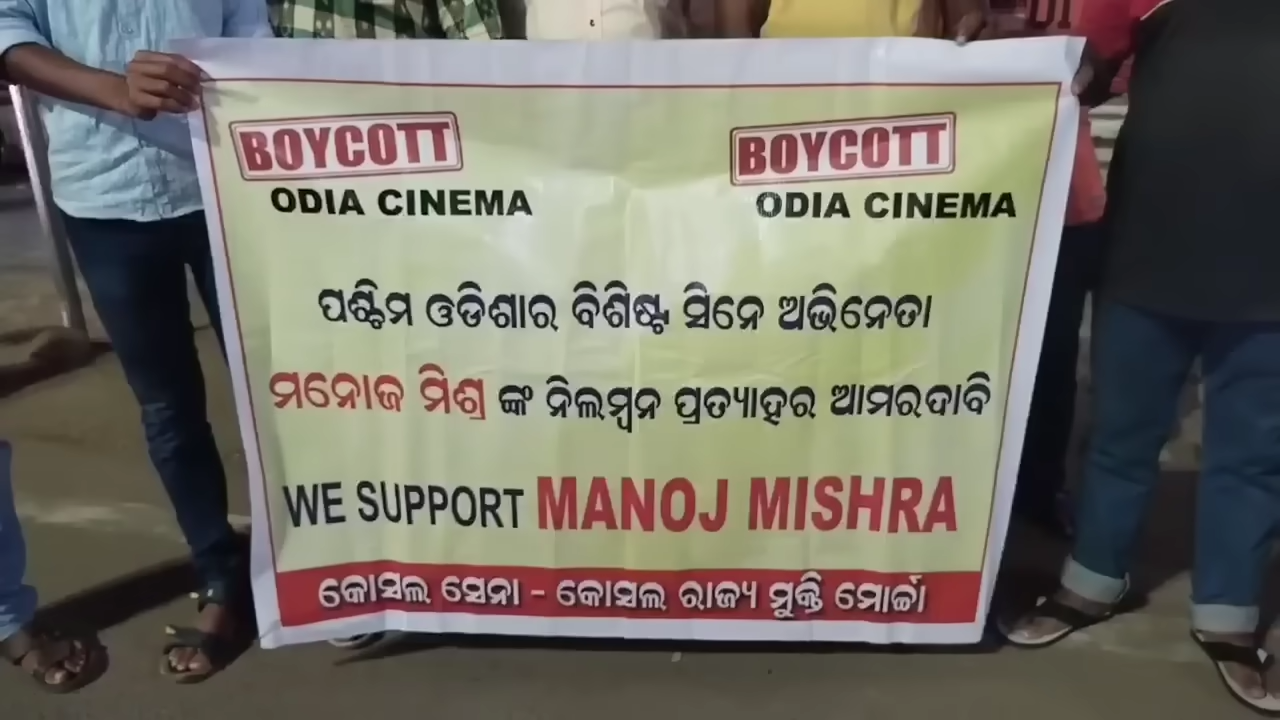 BOYCOTT BOYCOTT
ODIA CINEMA ODIA CINEMA
ପଶ୍ଚିମ ଓଡିଶାର ବିଶିଷ୍ଟ ସିନେ ଅଭିନେତା
ମନୋଜ ମିଶ୍ର ଙ୍କ ନିଲମ୍ବନ ପ୍ରତ୍ୟାହର ଆମରଦାବି
WE SUPPORT MANOJ MISHRA
କୋସଲ ସେନା - କୋସଲ ରାଜ୍ୟ ମୁକ୍ତି ମୋର୍ଚ୍ଚା